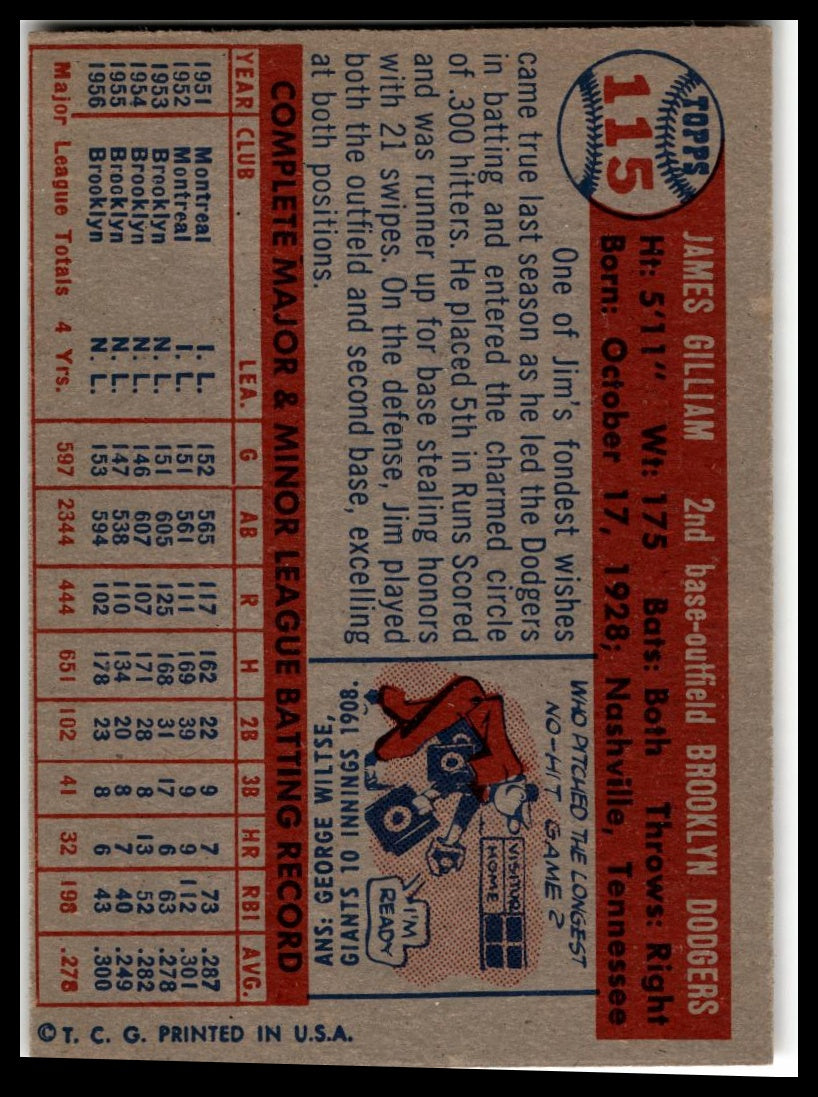 TOPPS
115
JAMES GILLIAM 2nd base-outfield BROOKLYN DODGERS
Ht: 5'11" Wt: 175 Bats: Both Throws: Right
Born: October 17, 1928; Nashville, Tennessee
One of Jim's fondest wishes
came true last season as he led the Dodgers
in batting and entered the charmed circle
of .300 hitters. He placed 5th in Runs Scored
and was runner up for base stealing honors
with 21 swipes. On the defense, Jim played
both the outfield and second base, excelling
at both positions.
WHO PITCHED THE LONGEST
NO-HIT GAME?
HOME
I'M
READY
ANS: GEORGE WILTSE,
GIANTS 10 INNINGS 1908.
COMPLETE MAJOR & MINOR LEAGUE BATTING RECORD
YEAR CLUB LEA. G AB R H 2B 3B HR RBI AVG.
1951 Montreal I. L. 152 565 117 162 22 9 7 73 .287
1952 Montreal I. L. 151 561 111 169 39 9 9 112 .301
1953 Brooklyn N. L. 151 605 125 168 31 17 6 63 .278
1954 Brooklyn N. L. 146 607 107 171 28 8 13 52 .282
1955 Brooklyn N. L. 147 538 110 134 20 8 7 40 .249
1956 Brooklyn N. L. 153 594 102 178 23 8 6 43 .300
Major League Totals 4 Yrs. 597 2344 444 651 102 41 32 198 .278
© T. C. G. PRINTED IN U.S.A.